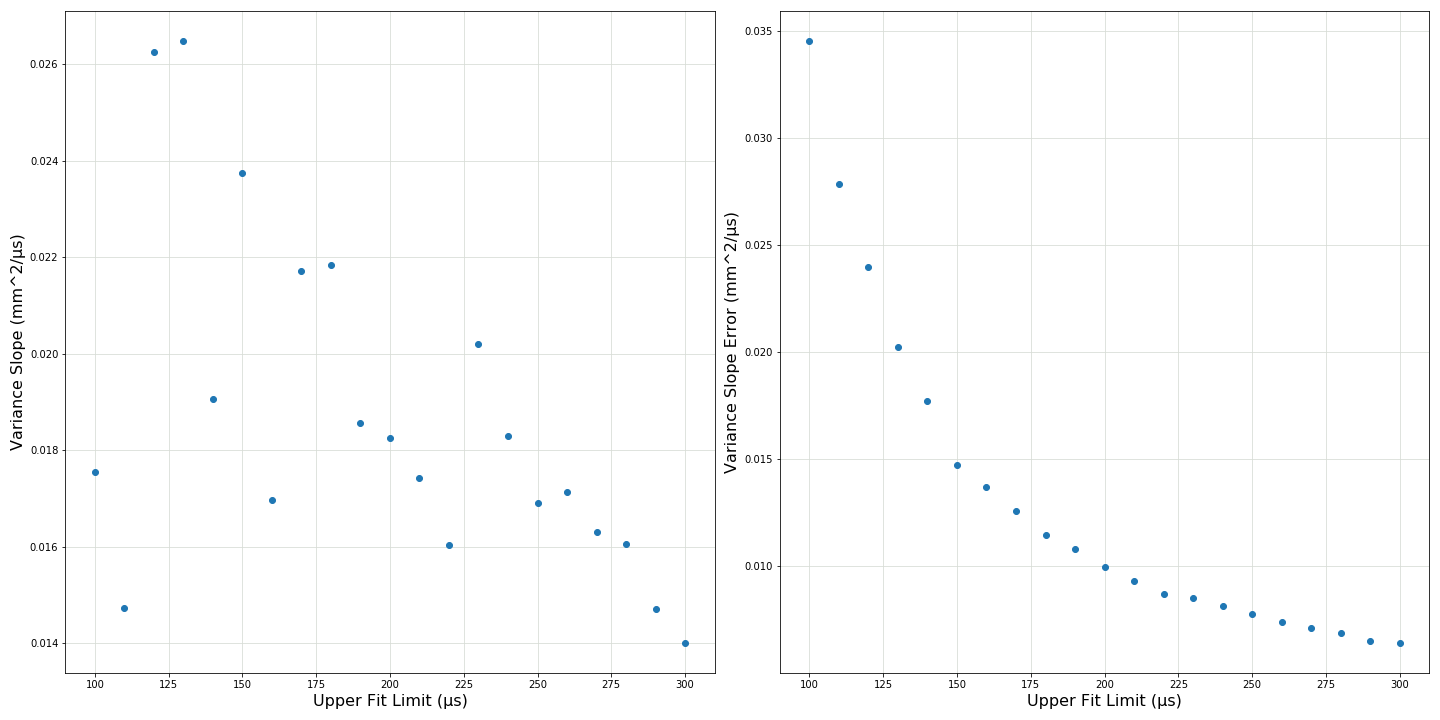 Variance Slope (mm^2/μs)
0.026
0.024
0.022
0.020
0.018
0.016
0.014
100 125 150 175 200 225 250 275 300
Upper Fit Limit (μs)
Variance Slope Error (mm^2/μs)
0.035
0.030
0.025
0.020
0.015
0.010
100 125 150 175 200 225 250 275 300
Upper Fit Limit (μs)